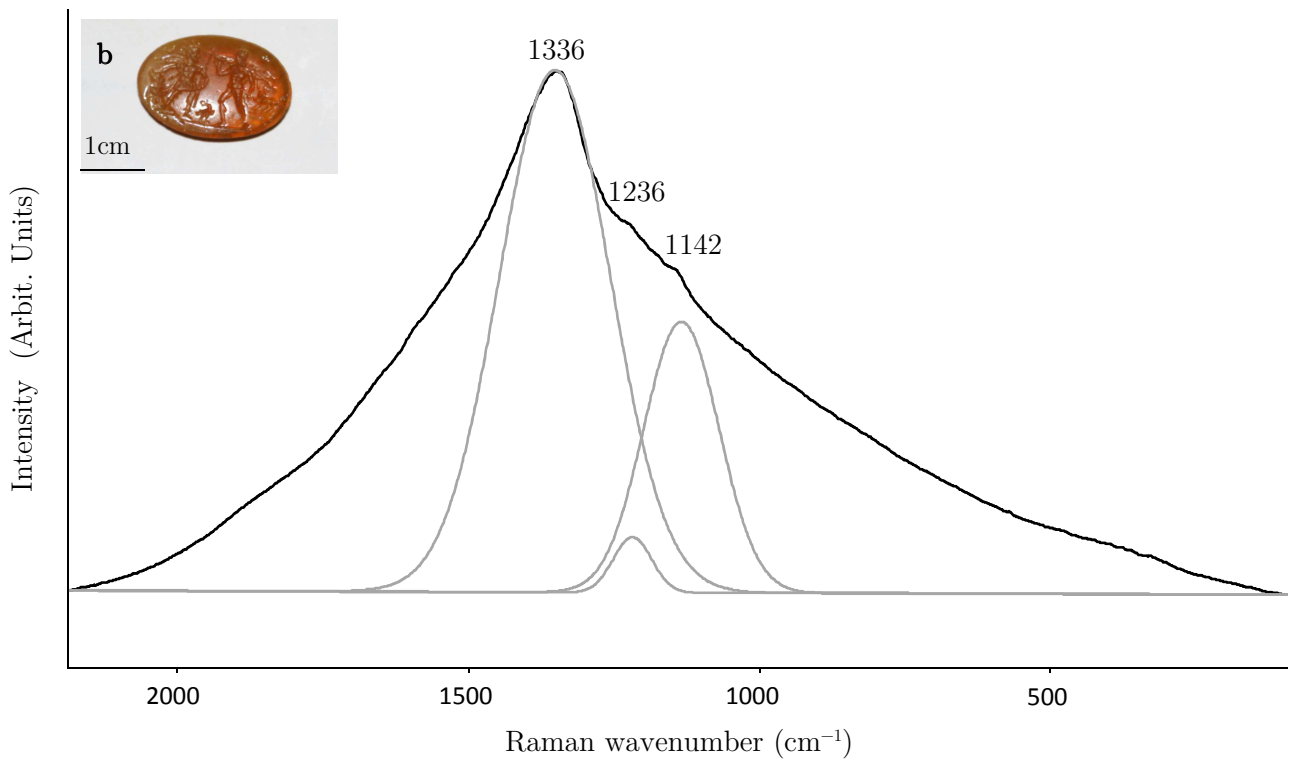 b
1cm
1336
1236
1142
Intensity (Arbit. Units)
2000 1500 1000 500
Raman wavenumber (cm⁻¹)